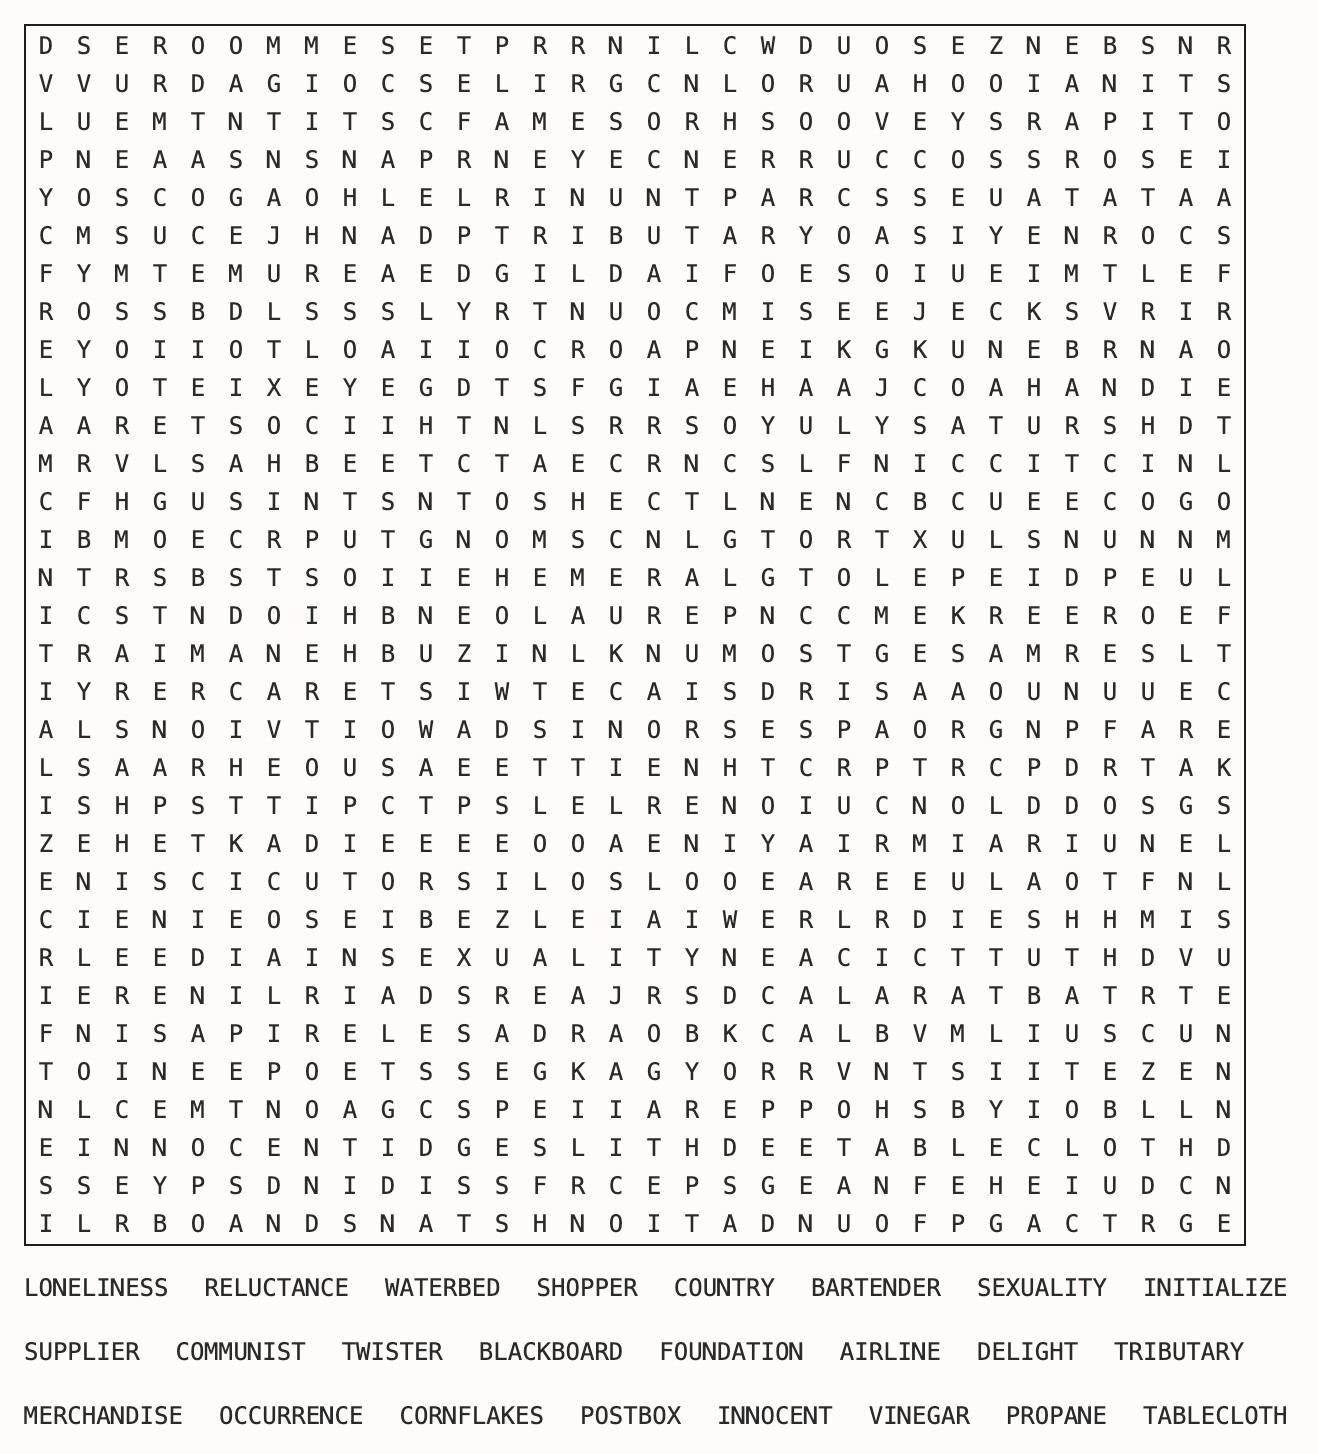 D S E R O O M M E S E T P R R N I L C W D U O S E Z N E B S N R
V V U R D A G I O C S E L I R G C N L O R U A H O O I A N I T S
L U E M T N T I T S C F A M E S O R H S O O V E Y S R A P I T O
P N E A A S N S N A P R N E Y E C N E R R U C C O S S R O S E I
Y O S C O G A O H L E L R I N U N T P A R C S S E U A T A T A A
C M S U C E J H N A D P T R I B U T A R Y O A S I Y E N R O C S
F Y M T E M U R E A E D G I L D A I F O E S O I U E I M T L E F
R O S S B D L S S S L Y R T N U O C M I S E E J E C K S V R I R
E Y O I I O T L O A I I O C R O A P N E I K G K U N E B R N A O
L Y O T E I X E Y E G D T S F G I A E H A A J C O A H A N D I E
A A R E T S O C I I H T N L S R R S O Y U L Y S A T U R S H D T
M R V L S A H B E E T C T A E C R N C S L F N I C C I T C I N L
C F H G U S I N T S N T O S H E C T L N E N C B C U E E C O G O
I B M O E C R P U T G N O M S C N L G T O R T X U L S N U N N M
N T R S B S T S O I I E H E M E R A L G T O L E P E I D P E U L
I C S T N D O I H B N E O L A U R E P N C C M E K R E E R O E F
T R A I M A N E H B U Z I N L K N U M O S T G E S A M R E S L T
I Y R E R C A R E T S I W T E C A I S D R I S A A O U N U U E C
A L S N O I V T I O W A D S I N O R S E S P A O R G N P F A R E
L S A A R H E O U S A E E T T I E N H T C R P T R C P D R T A K
I S H P S T T I P C T P S L E L R E N O I U C N O L D D O S G S
Z E H E T K A D I E E E E O O A E N I Y A I R M I A R I U N E L
E N I S C I C U T O R S I L O S L O O E A R E E U L A O T F N L
C I E N I E O S E I B E Z L E I A I W E R L R D I E S H H M I S
R L E E D I A I N S E X U A L I T Y N E A C I C T T U T H D V U
I E R E N I L R I A D S R E A J R S D C A L A R A T B A T R T E
F N I S A P I R E L E S A D R A O B K C A L B V M L I U S C U N
T O I N E E P O E T S S E G K A G Y O R R V N T S I I T E Z E N
N L C E M T N O A G C S P E I I A R E P P O H S B Y I O B L L N
E I N N O C E N T I D G E S L I T H D E E T A B L E C L O T H D
S S E Y P S D N I D I S S F R C E P S G E A N F E H E I U D C N
I L R B O A N D S N A T S H N O I T A D N U O F P G A C T R G E
LONELINESS RELUCTANCE WATERBED SHOPPER COUNTRY BARTENDER SEXUALITY INITIALIZE
SUPPLIER COMMUNIST TWISTER BLACKBOARD FOUNDATION AIRLINE DELIGHT TRIBUTARY
MERCHANDISE OCCURRENCE CORNFLAKES POSTBOX INNOCENT VINEGAR PROPANE TABLECLOTH